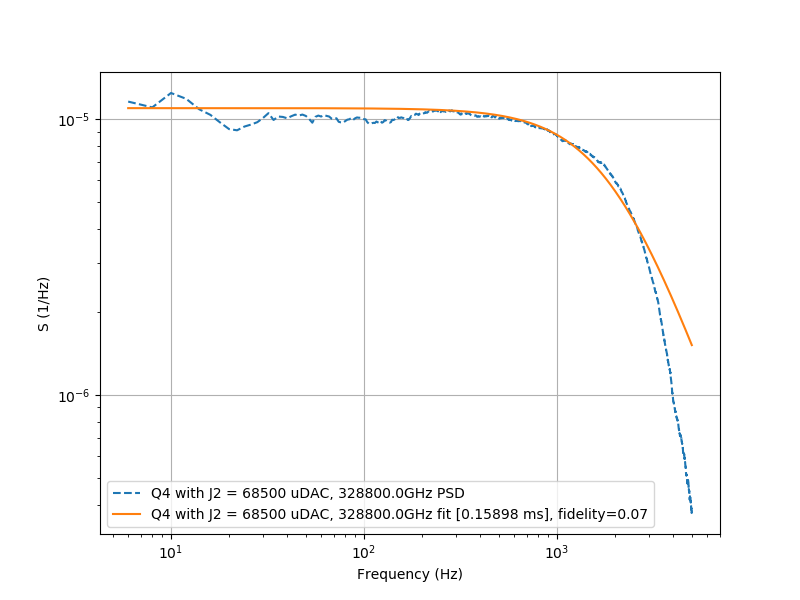 10⁻⁵
10⁻⁶
S (1/Hz)
Q4 with J2 = 68500 uDAC, 328800.0GHz PSD
Q4 with J2 = 68500 uDAC, 328800.0GHz fit [0.15898 ms], fidelity=0.07
10¹ 10² 10³
Frequency (Hz)